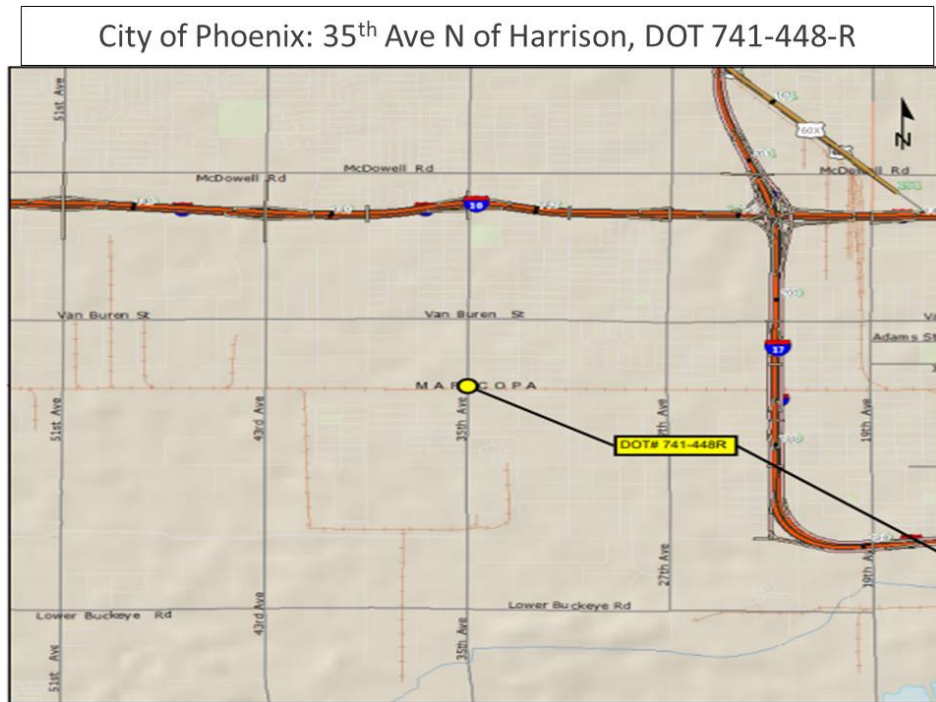 City of Phoenix: 35th Ave N of Harrison, DOT 741-448-R
51st Ave
60X
N
McDowell Rd
McDowell Rd
McDowell Rd
10
Van Buren St
Van Buren St
Adams St
17
MARICOPA
51st Ave
43rd Ave
35th Ave
19th Ave
DOT# 741-448R
27th Ave
19th Ave
Lower Buckeye Rd
43rd Ave
Lower Buckeye Rd
35th Ave
51st Ave